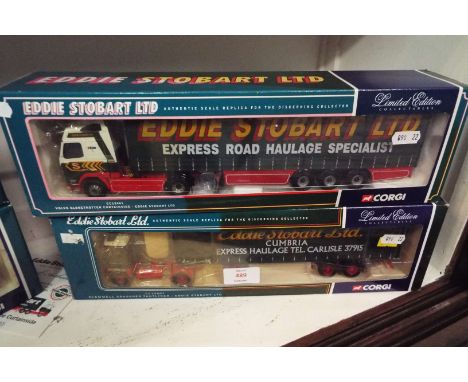 EDDIE STOBART LTD
EDDIE STOBART LTD
AUTHENTIC SCALE REPLICA FOR THE DISCERNING COLLECTOR
Limited Edition
COLLECTABLES
EDDIE STOBART LTD
EXPRESS ROAD HAULAGE SPECIALIST
CORGI
Eddie Stobart Ltd.
AUTHENTIC SCALE REPLICA FOR THE DISCERNING COLLECTOR
Limited Edition
Eddie Stobart Ltd.
CUMBRIA
EXPRESS HAULAGE TEL. CARLISLE 37915
489
CORGI